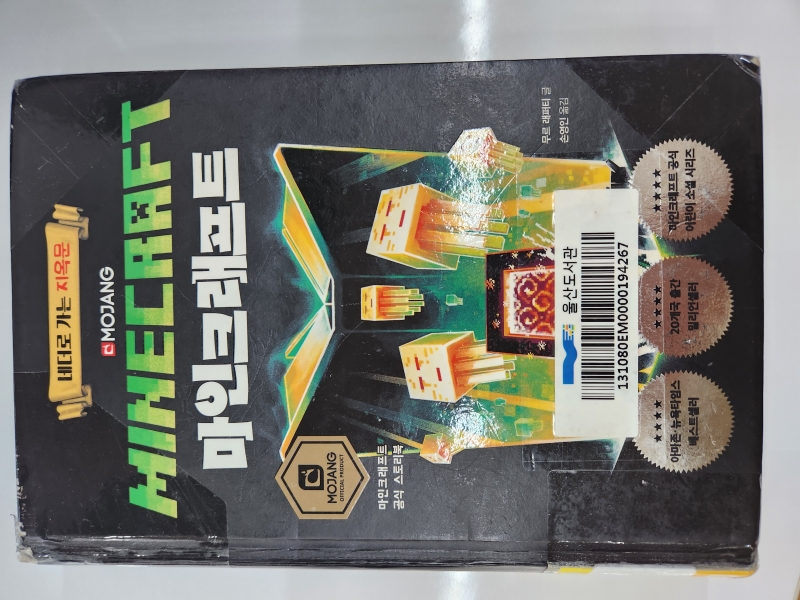 네더로 가는 지옥문
MOJANG
MINECRAFT
마인크래프트
무르 래퍼티 글
손영인 옮김
MOJANG
OFFICIAL PRODUCT
마인크래프트
공식 스토리북
울산도서관
131080EM0000194267
★★★★
아마존·뉴욕타임스
베스트셀러
★★★★
20개국 출간
밀리언셀러
★★★★
마인크래프트 공식
어린이 소설 시리즈